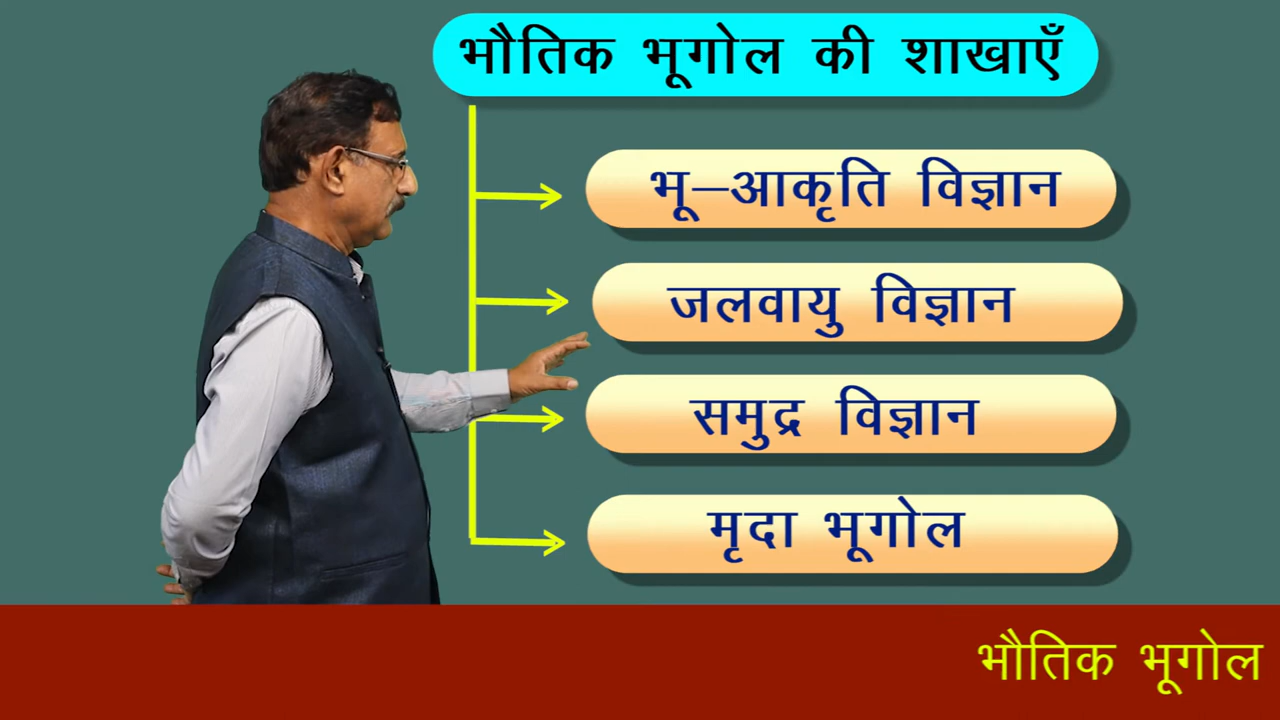 भौतिक भूगोल की शाखाएँ
भू–आकृति विज्ञान
जलवायु विज्ञान
समुद्र विज्ञान
मृदा भूगोल
भौतिक भूगोल